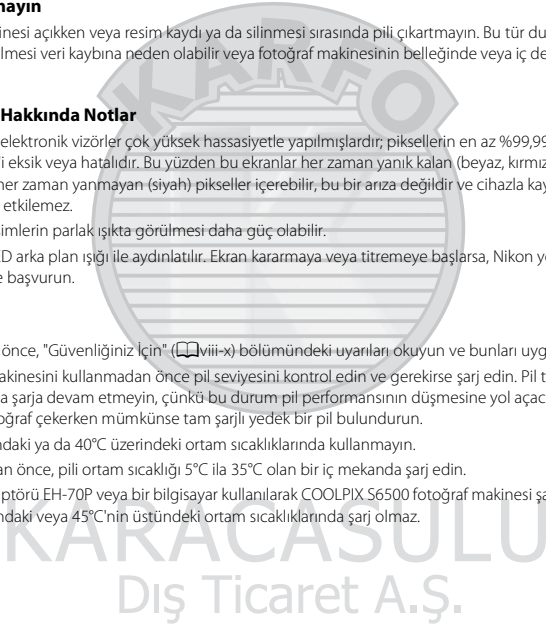 mayın
inesi açıkken veya resim kaydı ya da silinmesi sırasında pili çıkartmayın. Bu tür du
ilmesi veri kaybına neden olabilir veya fotoğraf makinesinin belleğinde veya iç de
Hakkında Notlar
elektronik vizörler çok yüksek hassasiyetle yapılmışlardır; piksellerin en az %99,99
'i eksik veya hatalıdır. Bu yüzden bu ekranlar her zaman yanık kalan (beyaz, kırmız
her zaman yanmayan (siyah) pikseller içerebilir, bu bir arıza değildir ve cihazla kay
etkilemez.
simlerin parlak ışıkta görülmesi daha güç olabilir.
ED arka plan ışığı ile aydınlatılır. Ekran kararmaya veya titremeye başlarsa, Nikon ye
e başvurun.
önce, "Güvenliğiniz İçin" (viii-x) bölümündeki uyarıları okuyun ve bunları uyg
akinesini kullanmadan önce pil seviyesini kontrol edin ve gerekirse şarj edin. Pil t
a şarja devam etmeyin, çünkü bu durum pil performansının düşmesine yol açac
oğraf çekerken mümkünse tam şarjlı yedek bir pil bulundurun.
ndaki ya da 40°C üzerindeki ortam sıcaklıklarında kullanmayın.
an önce, pili ortam sıcaklığı 5°C ila 35°C olan bir iç mekanda şarj edin.
aptörü EH-70P veya bir bilgisayar kullanılarak COOLPIX S6500 fotoğraf makinesi şa
ndaki veya 45°C'nin üstündeki ortam sıcaklıklarında şarj olmaz.
KARFO
KARACASULU
Dış Ticaret A.Ş.